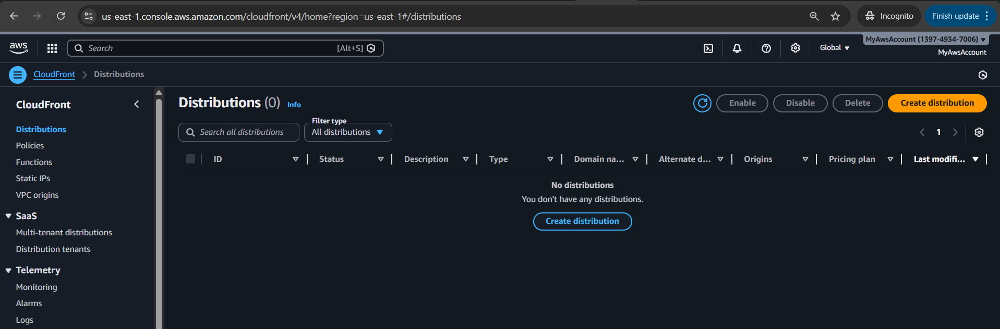 us-east-1.console.aws.amazon.com/cloudfront/v4/home?region=us-east-1#/distributions
Incognito
Finish update
aws
Search
[Alt+S]
Global
MyAwsAccount (1397-4934-7006)
MyAwsAccount
CloudFront
Distributions
CloudFront
Distributions
Policies
Functions
Static IPs
VPC origins
SaaS
Multi-tenant distributions
Distribution tenants
Telemetry
Monitoring
Alarms
Logs
Distributions (0) Info
Enable
Disable
Delete
Create distribution
Search all distributions
Filter type
All distributions
1
ID
Status
Description
Type
Domain na...
Alternate d...
Origins
Pricing plan
Last modifi...
No distributions
You don't have any distributions.
Create distribution